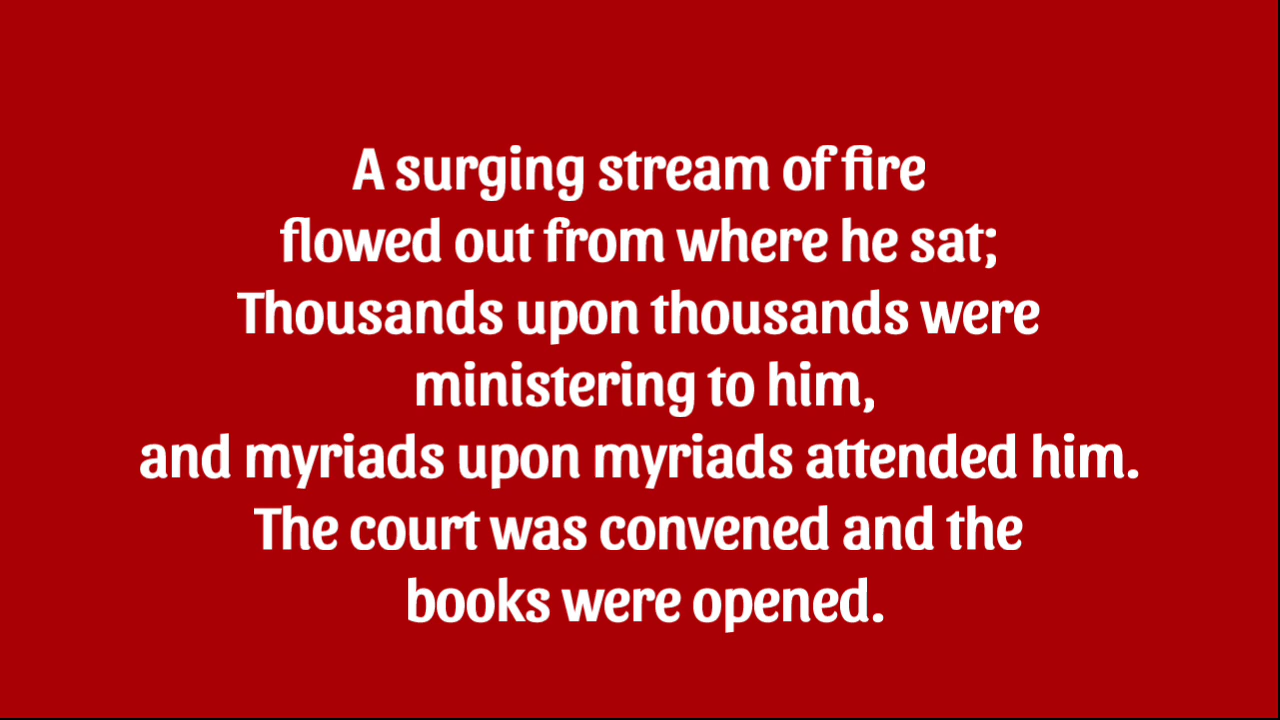 A surging stream of fire
flowed out from where he sat;
Thousands upon thousands were
ministering to him,
and myriads upon myriads attended him.
The court was convened and the
books were opened.